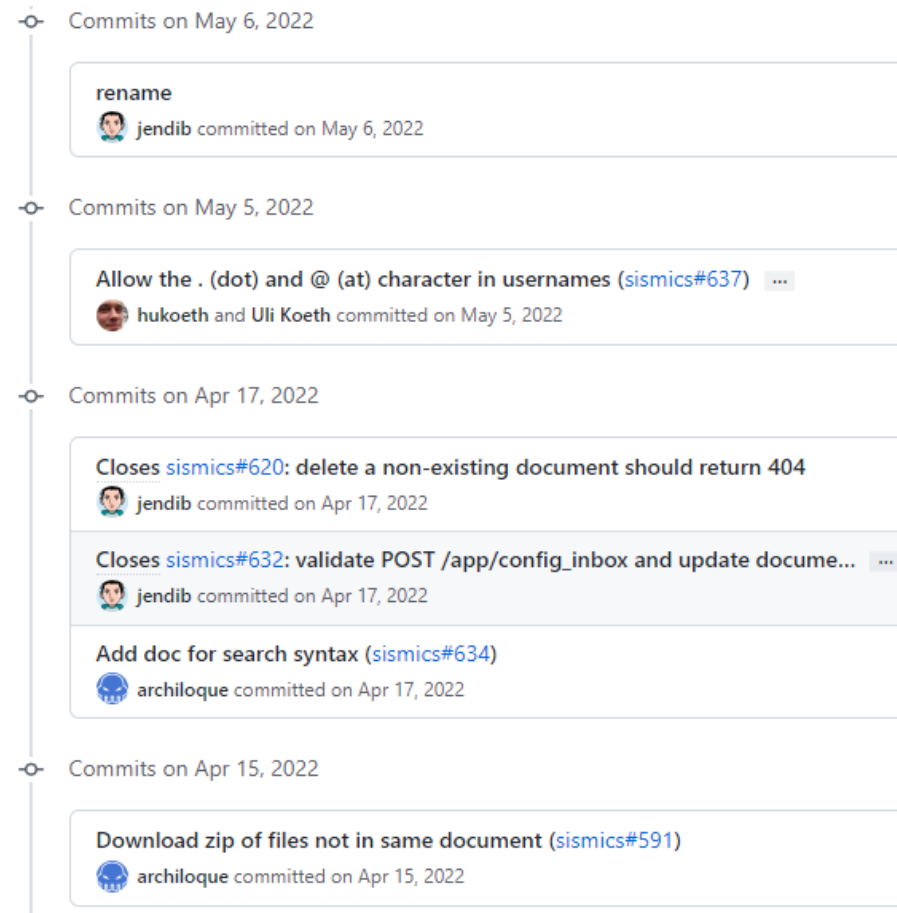 Commits on May 6, 2022
rename
jendib committed on May 6, 2022
Commits on May 5, 2022
Allow the . (dot) and @ (at) character in usernames (sismics#637) ...
hukoeth and Uli Koeth committed on May 5, 2022
Commits on Apr 17, 2022
Closes sismics#620: delete a non-existing document should return 404
jendib committed on Apr 17, 2022
Closes sismics#632: validate POST /app/config_inbox and update docume... ...
jendib committed on Apr 17, 2022
Add doc for search syntax (sismics#634)
archiloque committed on Apr 17, 2022
Commits on Apr 15, 2022
Download zip of files not in same document (sismics#591)
archiloque committed on Apr 15, 2022